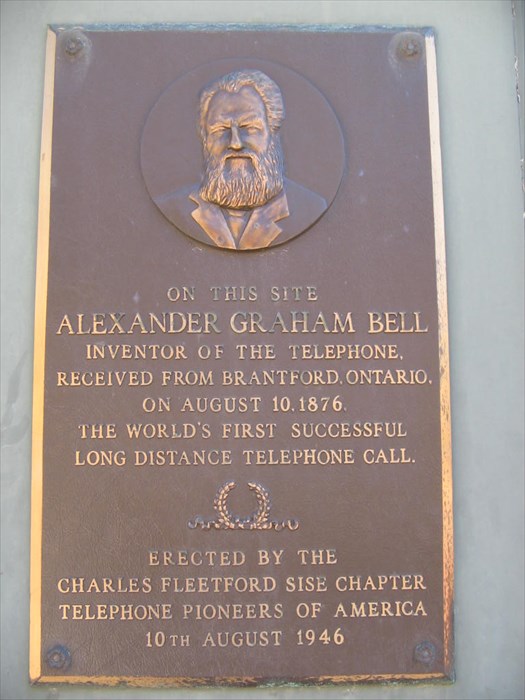 ON THIS SITE
ALEXANDER GRAHAM BELL
INVENTOR OF THE TELEPHONE,
RECEIVED FROM BRANTFORD, ONTARIO,
ON AUGUST 10, 1876,
THE WORLD'S FIRST SUCCESSFUL
LONG DISTANCE TELEPHONE CALL.
ERECTED BY THE
CHARLES FLEETFORD SISE CHAPTER
TELEPHONE PIONEERS OF AMERICA
10TH AUGUST 1946